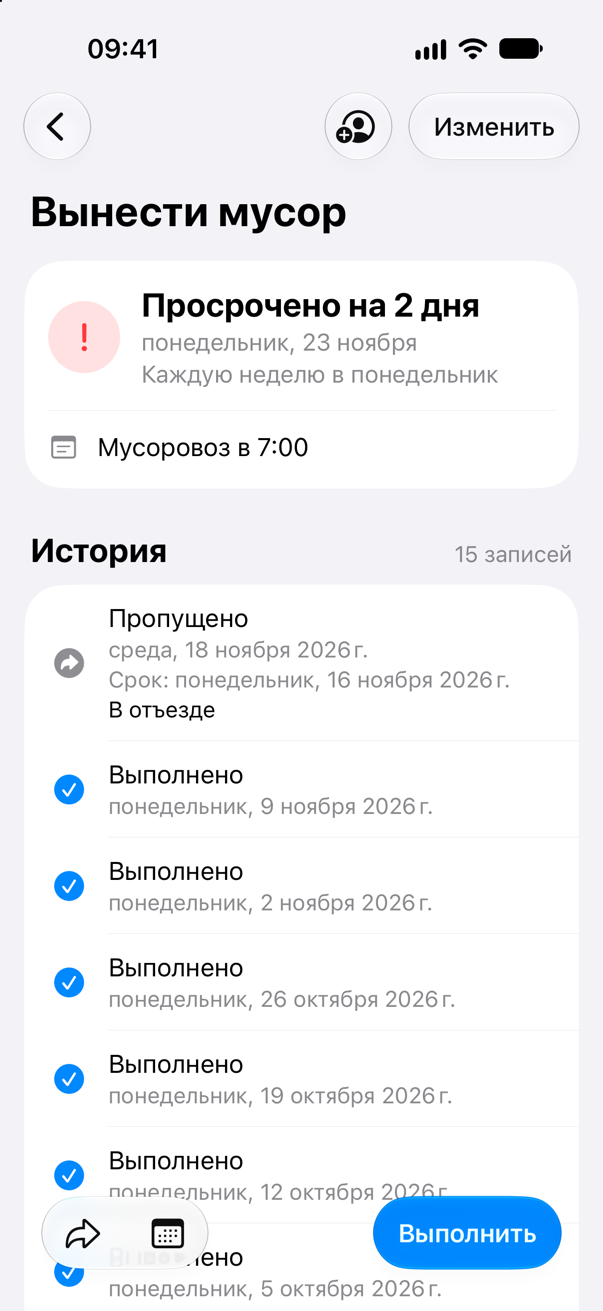 09:41
Изменить
Вынести мусор
Просрочено на 2 дня
понедельник, 23 ноября
Каждую неделю в понедельник
Мусоровоз в 7:00
История
15 записей
Пропущено
среда, 18 ноября 2026 г.
Срок: понедельник, 16 ноября 2026 г.
В отъезде
Выполнено
понедельник, 9 ноября 2026 г.
Выполнено
понедельник, 2 ноября 2026 г.
Выполнено
понедельник, 26 октября 2026 г.
Выполнено
понедельник, 19 октября 2026 г.
Выполнено
понедельник, 12 октября 2026 г.
Выполнить
понедельник, 5 октября 2026 г.